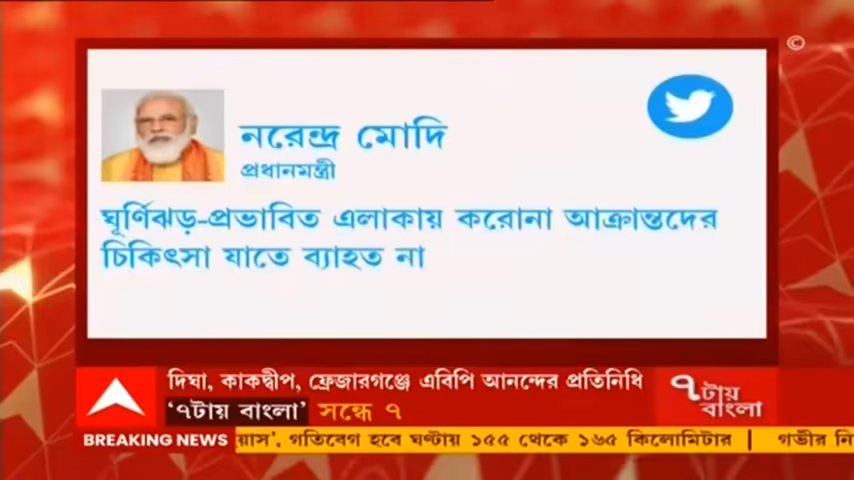 ©
নরেন্দ্র মোদি
প্রধানমন্ত্রী
ঘূর্ণিঝড়-প্রভাবিত এলাকায় করোনা আক্রান্তদের
চিকিৎসা যাতে ব্যাহত না
দিঘা, কাকদ্বীপ, ফ্রেজারগঞ্জে এবিপি আনন্দের প্রতিনিধি
‘৭টায় বাংলা’ সন্ধে ৭
৭টায়
বাংলা
BREAKING NEWS য়াস’, গতিবেগ হবে ঘণ্টায় ১৫৫ থেকে ১৬৫ কিলোমিটার | গভীর নি